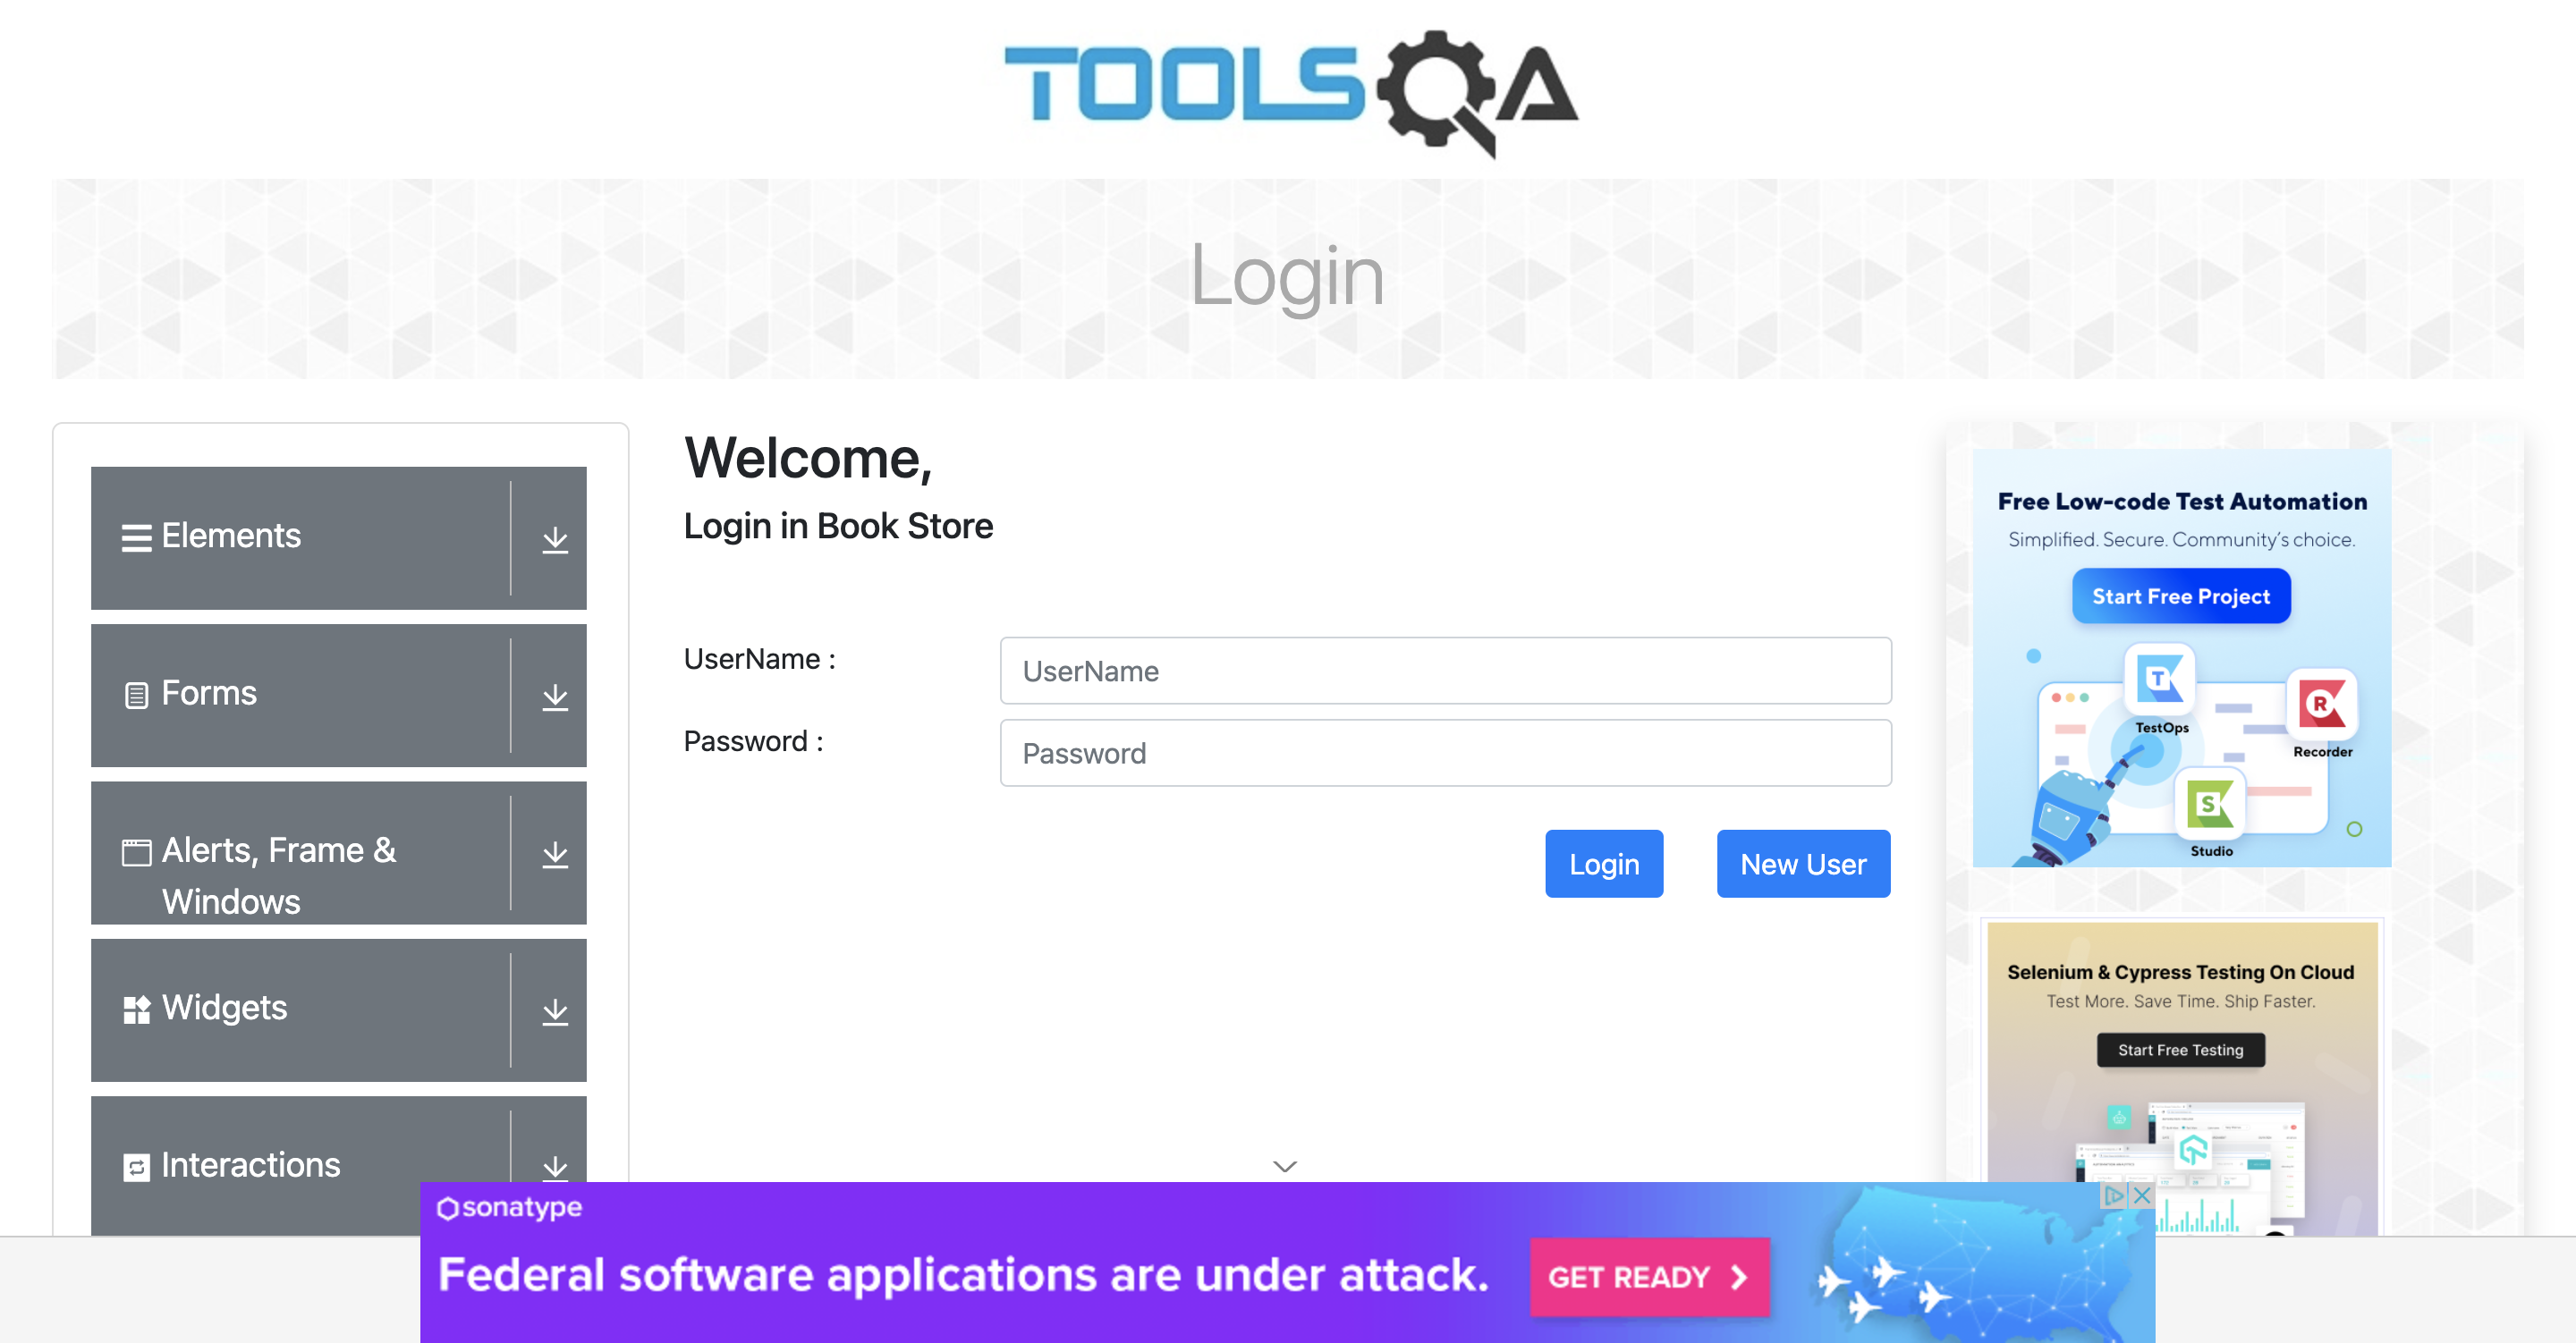 TOOLSQA
Login
Elements
Forms
Alerts, Frame &
Windows
Widgets
Interactions
Welcome,
Login in Book Store
UserName :
UserName
Password :
Password
Login
New User
Free Low-code Test Automation
Simplified. Secure. Community's choice.
Start Free Project
T
TestOps
R
Recorder
S
Studio
Selenium & Cypress Testing On Cloud
Test More. Save Time. Ship Faster.
Start Free Testing
sonatype
Federal software applications are under attack.
GET READY